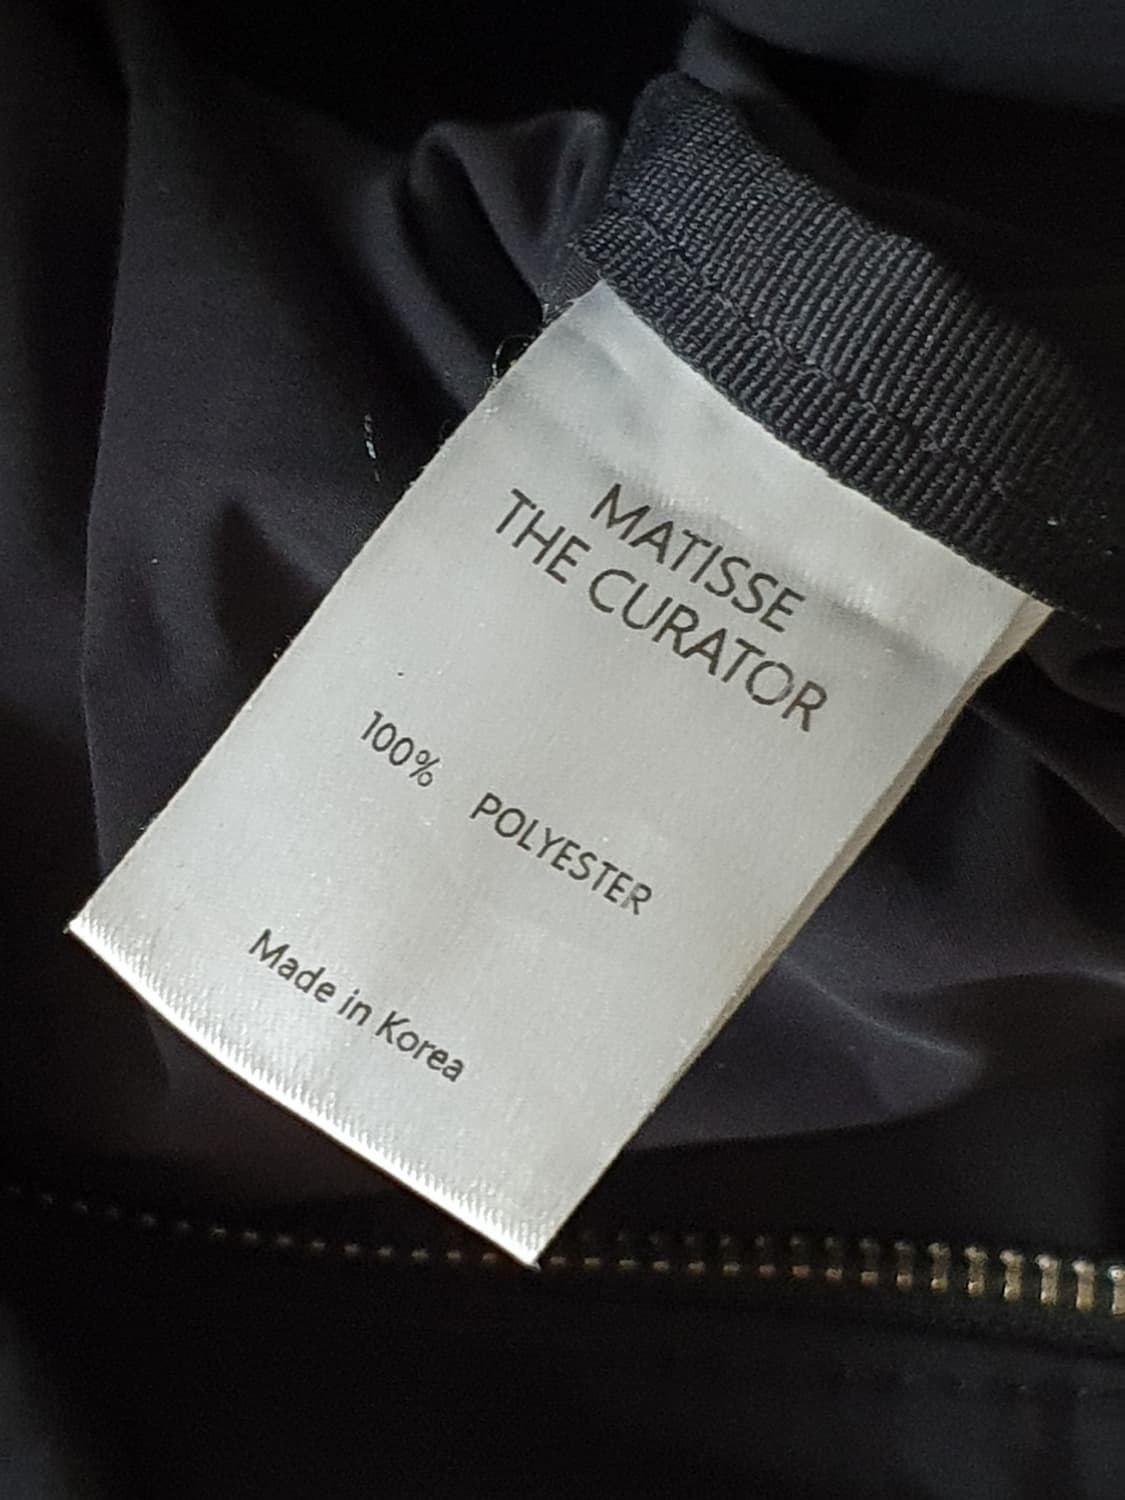 MATISSE
THE CURATOR
100% POLYESTER
Made in Korea